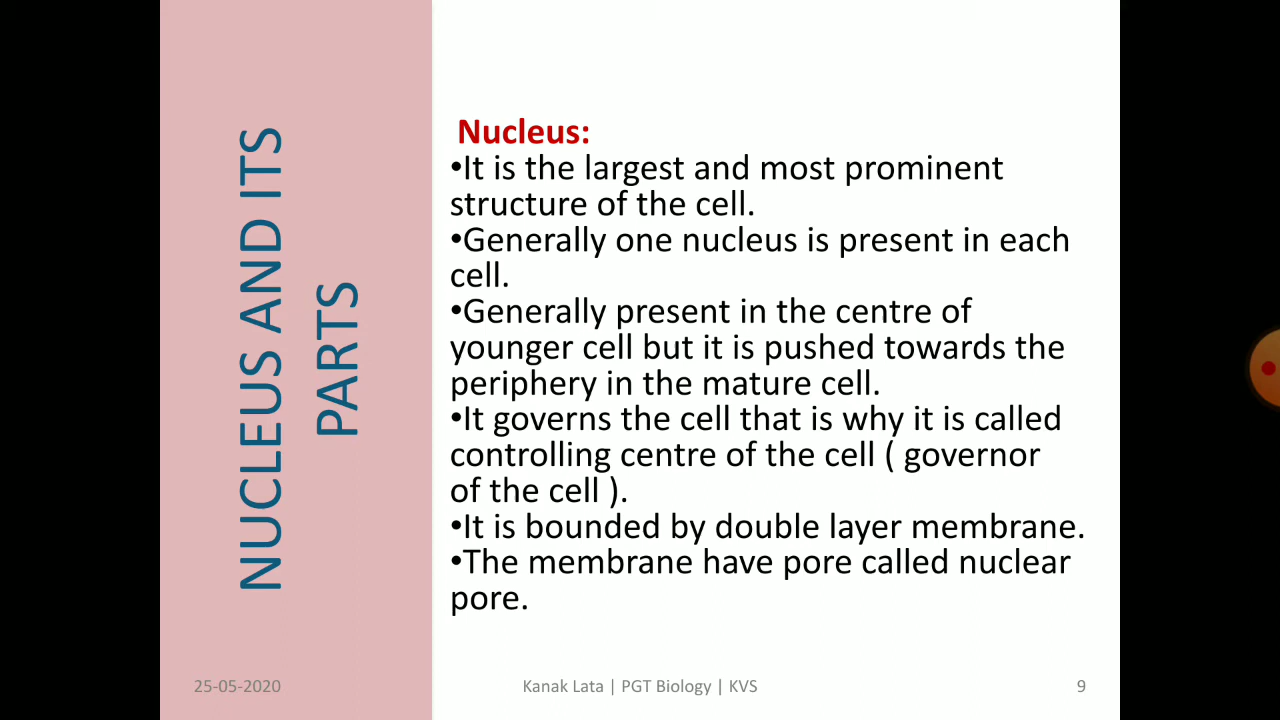 NUCLEUS AND ITS
PARTS
Nucleus:
•It is the largest and most prominent
structure of the cell.
•Generally one nucleus is present in each
cell.
•Generally present in the centre of
younger cell but it is pushed towards the
periphery in the mature cell.
•It governs the cell that is why it is called
controlling centre of the cell ( governor
of the cell ).
•It is bounded by double layer membrane.
•The membrane have pore called nuclear
pore.
25-05-2020
Kanak Lata | PGT Biology | KVS
9